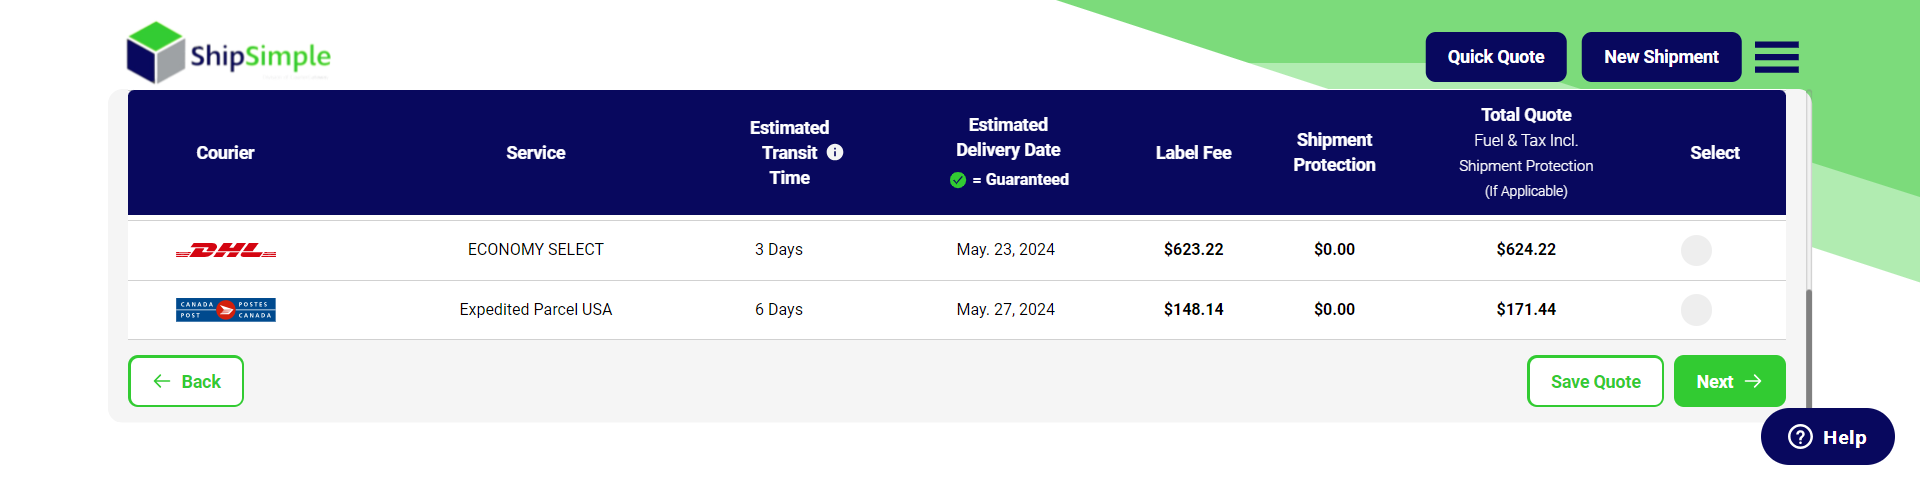 ShipSimple
Quick Quote
New Shipment
Courier
Service
Estimated
Transit
Time
Estimated
Delivery Date
= Guaranteed
Label Fee
Shipment
Protection
Total Quote
Fuel & Tax Incl.
Shipment Protection
(If Applicable)
Select
DHL
ECONOMY SELECT
3 Days
May. 23, 2024
$623.22
$0.00
$624.22
CANADA POSTES
POST CANADA
Expedited Parcel USA
6 Days
May. 27, 2024
$148.14
$0.00
$171.44
Back
Save Quote
Next
Help